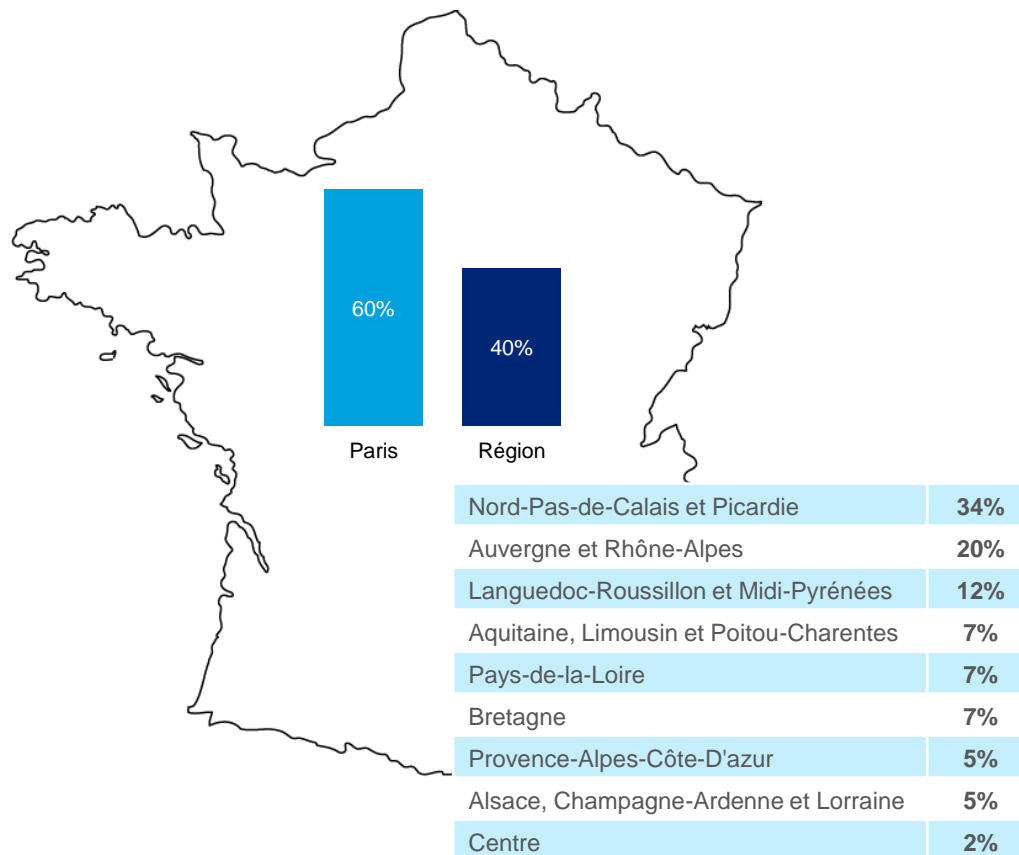 60%
40%
Paris
Région
Nord-Pas-de-Calais et Picardie 34%
Auvergne et Rhône-Alpes 20%
Languedoc-Roussillon et Midi-Pyrénées 12%
Aquitaine, Limousin et Poitou-Charentes 7%
Pays-de-la-Loire 7%
Bretagne 7%
Provence-Alpes-Côte-D'azur 5%
Alsace, Champagne-Ardenne et Lorraine 5%
Centre 2%